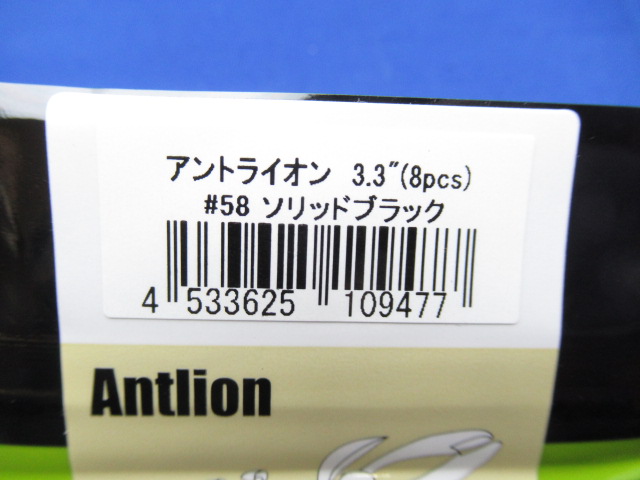 アントライオン 3.3"(8pcs)
#58 ソリッドブラック
4 533625 109477
Antlion